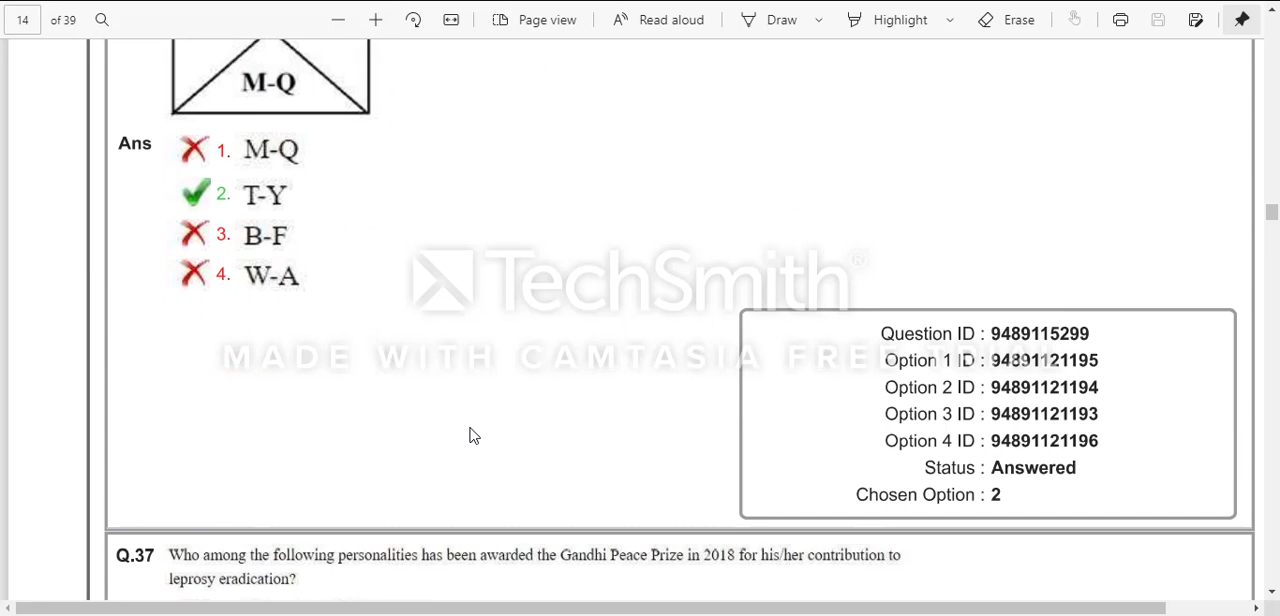 14 of 39 Page view Read aloud Draw Highlight Erase
M-Q
Ans
1. M-Q
2. T-Y
3. B-F
4. W-A
TechSmith®
MADE WITH CAMTASIA FREE TRIAL
Question ID : 9489115299
Option 1 ID : 94891121195
Option 2 ID : 94891121194
Option 3 ID : 94891121193
Option 4 ID : 94891121196
Status : Answered
Chosen Option : 2
Q.37 Who among the following personalities has been awarded the Gandhi Peace Prize in 2018 for his/her contribution to
leprosy eradication?